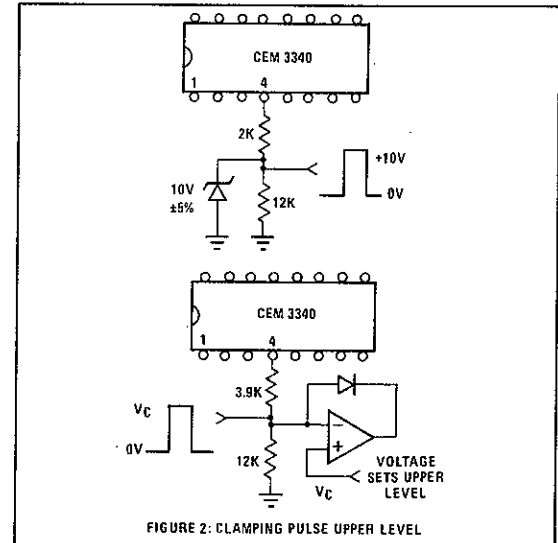 CEM 3340
1 4
2K
+10V
10V
±5%
0V
12K
CEM 3340
1 4
3.9K
VC
0V
12K
VOLTAGE
SETS UPPER
LEVEL
VC
FIGURE 2: CLAMPING PULSE UPPER LEVEL